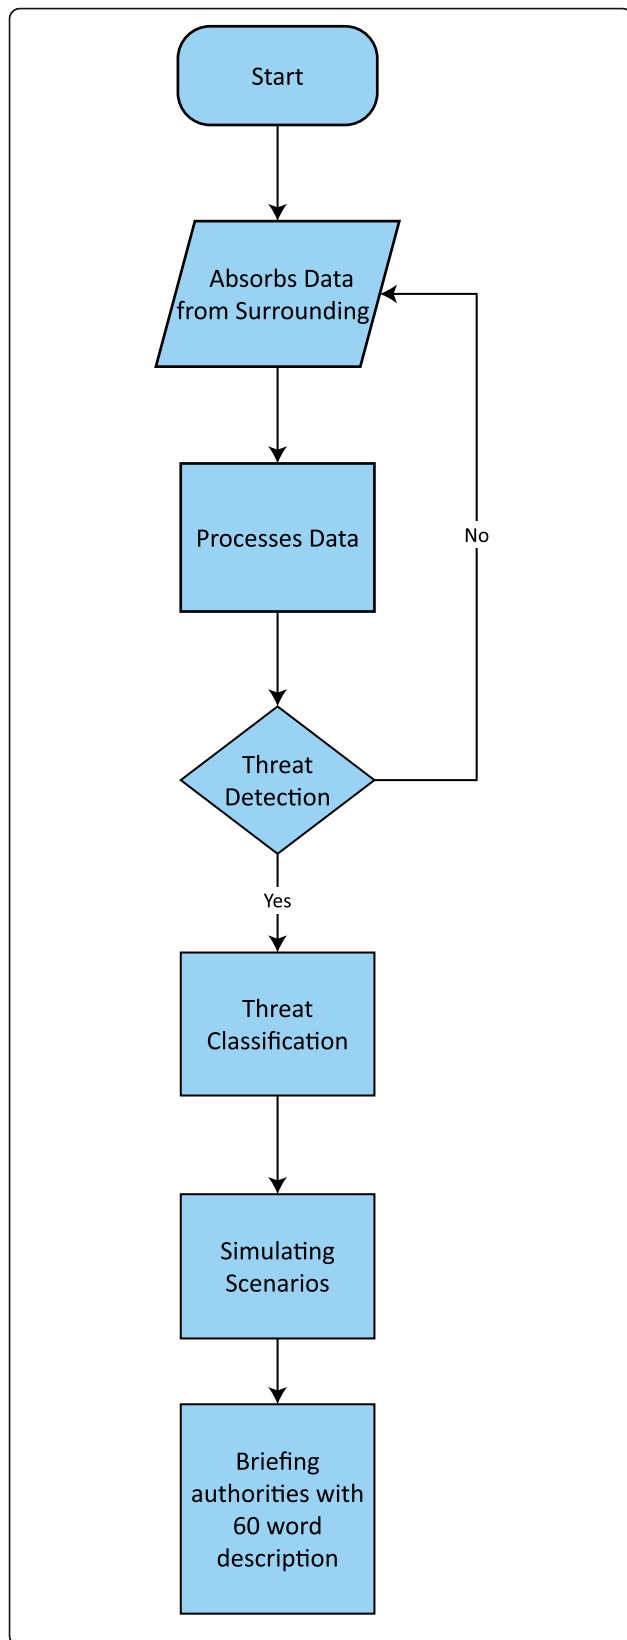 Start
Absorbs Data
from Surrounding
Processes Data
No
Threat
Detection
Yes
Threat
Classification
Simulating
Scenarios
Briefing
authorities with
60 word
description